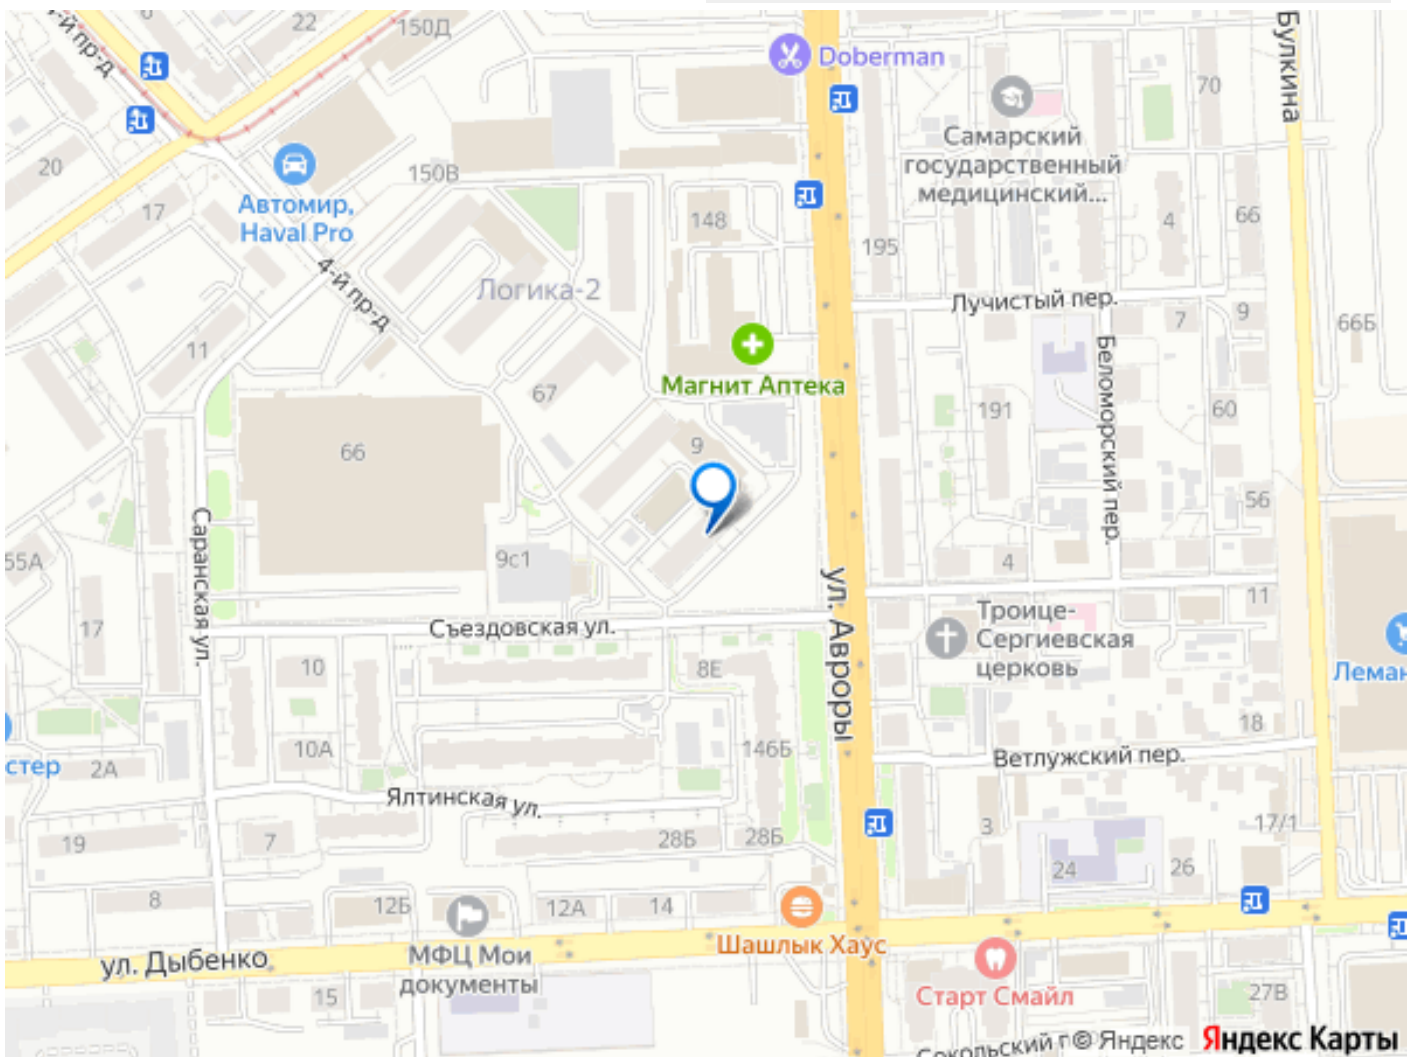 й пр-д
22
150Д
Doberman
Булкина
70
Самарский
государственный
медицинский...
20
Автомир,
Haval Pro
150В
17
148
195
4
66
4-й пр-д
Логика-2
Лучистый пер.
7
9
66Б
11
Магнит Аптека
Беломорский пер.
67
191
60
66
9
56
Саранская ул.
55А
9с1
ул. Авроры
4
11
17
Съездовская ул.
Троице-
Сергиевская
церковь
10
8Е
Леман
18
стер
2А
10А
146Б
Ветлужский пер.
Ялтинская ул.
19
7
28Б
28Б
3
17/1
24
26
8
12Б
12А
14
Шашлык Хаус
ул. Дыбенко
МФЦ Мои
документы
15
Старт Смайл
27В
Сокольский г
© Яндекс
Яндекс Карты